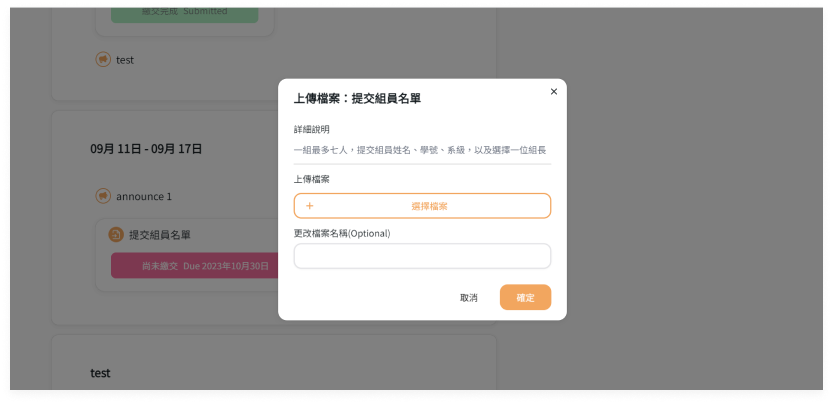 提交完成 Submitted
test
上傳檔案：提交組員名單
×
詳細說明
一組最多七人，提交組員姓名、學號、系級，以及選擇一位組長
上傳檔案
+ 選擇檔案
更改檔案名稱(Optional)
取消 確定
09月 11日 - 09月 17日
announce 1
提交組員名單
尚未繳交 Due 2023年10月30日
test